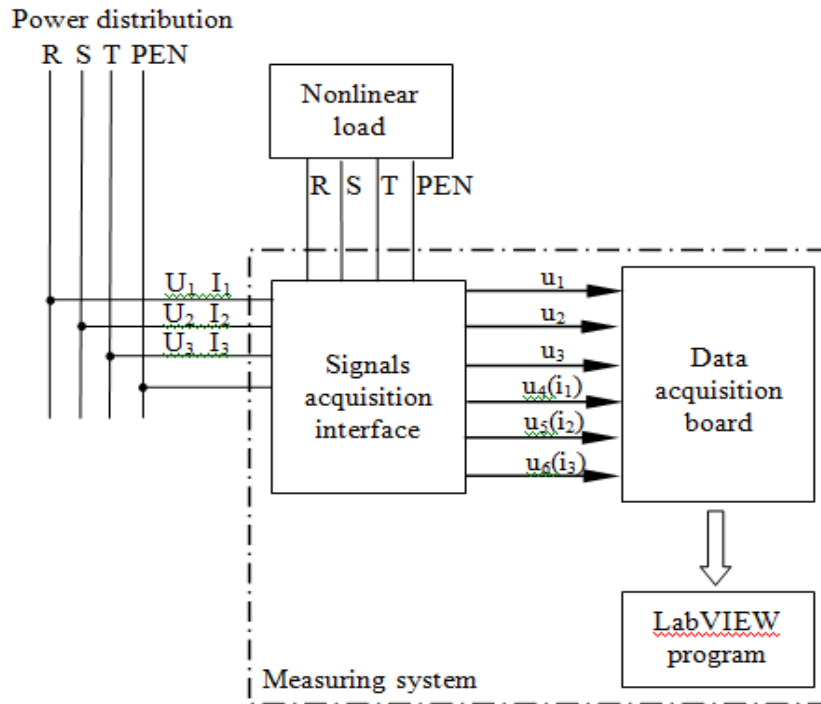 Power distribution
R S T PEN
Nonlinear
load
R S T PEN
U₁ I₁
U₂ I₂
U₃ I₃
Signals
acquisition
interface
u₁
u₂
u₃
u₄(i₁)
u₅(i₂)
u₆(i₃)
Data
acquisition
board
LabVIEW
program
Measuring system